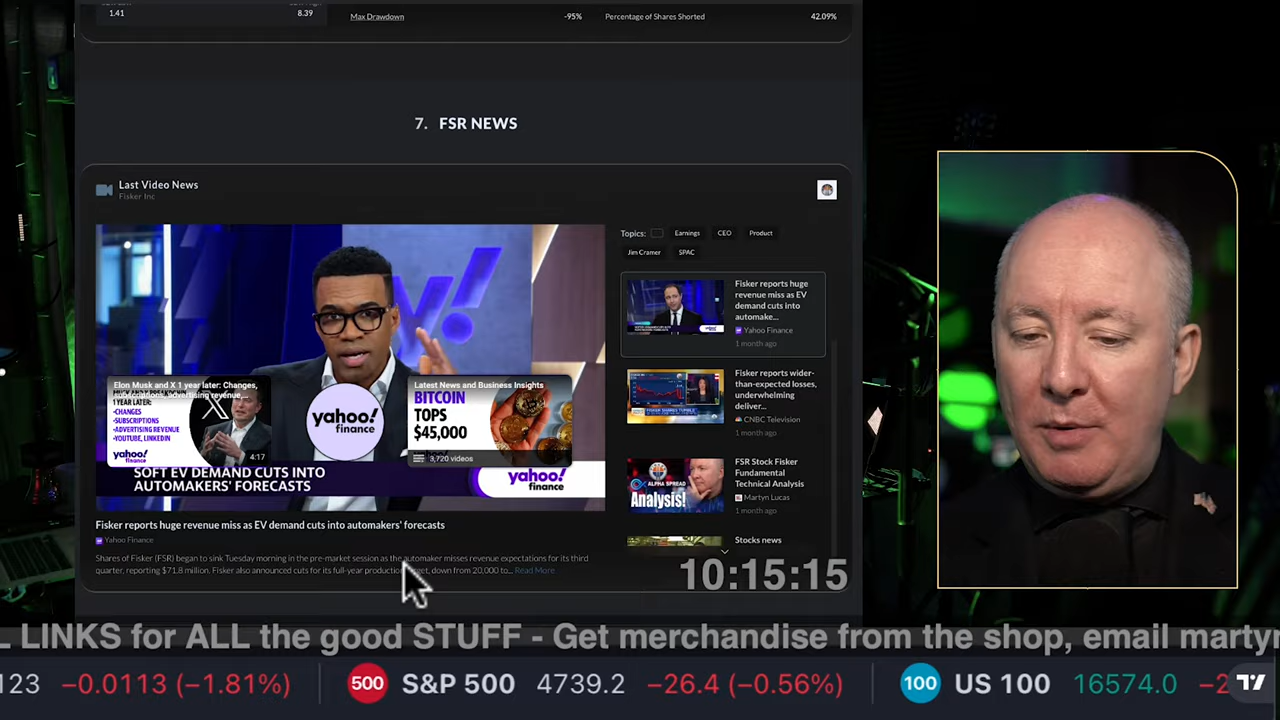 1.41
8.39
Max Drawdown
-95%
Percentage of Shares Shorted
42.09%
7. FSR NEWS
Last Video News
Fisker Inc
Topics:
Earnings
CEO
Product
Jim Cramer
SPAC
Fisker reports huge
revenue miss as EV
demand cuts into
automake...
Yahoo Finance
1 month ago
Fisker reports wider-
than-expected losses,
underwhelming
deliver...
CNBC Television
1 month ago
FSR Stock Fisker
Fundamental
Technical Analysis
Martyn Lucas
1 month ago
Stocks news
ALPHA SPREAD
Analysis!
Elon Musk and X 1 year later: Changes,
1 YEAR LATER:
•CHANGES
•SUBSCRIPTIONS
•ADVERTISING REVENUE
•YOUTUBE, LINKEDIN
yahoo!
finance
4:17
yahoo!
finance
Latest News and Business Insights
BITCOIN
TOPS
$45,000
3,720 videos
SOFT EV DEMAND CUTS INTO
AUTOMAKERS' FORECASTS
yahoo!
finance
Fisker reports huge revenue miss as EV demand cuts into automakers' forecasts
Yahoo Finance
Shares of Fisker (FSR) began to sink Tuesday morning in the pre-market session as the automaker misses revenue expectations for its third
quarter, reporting $71.8 million. Fisker also announced cuts for its full-year production target, down from 20,000 to... Read More
10:15:15
LINKS for ALL the good STUFF - Get merchandise from the shop, email martyn
123 −0.0113 (−1.81%) 500 S&P 500 4739.2 −26.4 (−0.56%) 100 US 100 16574.0 −2